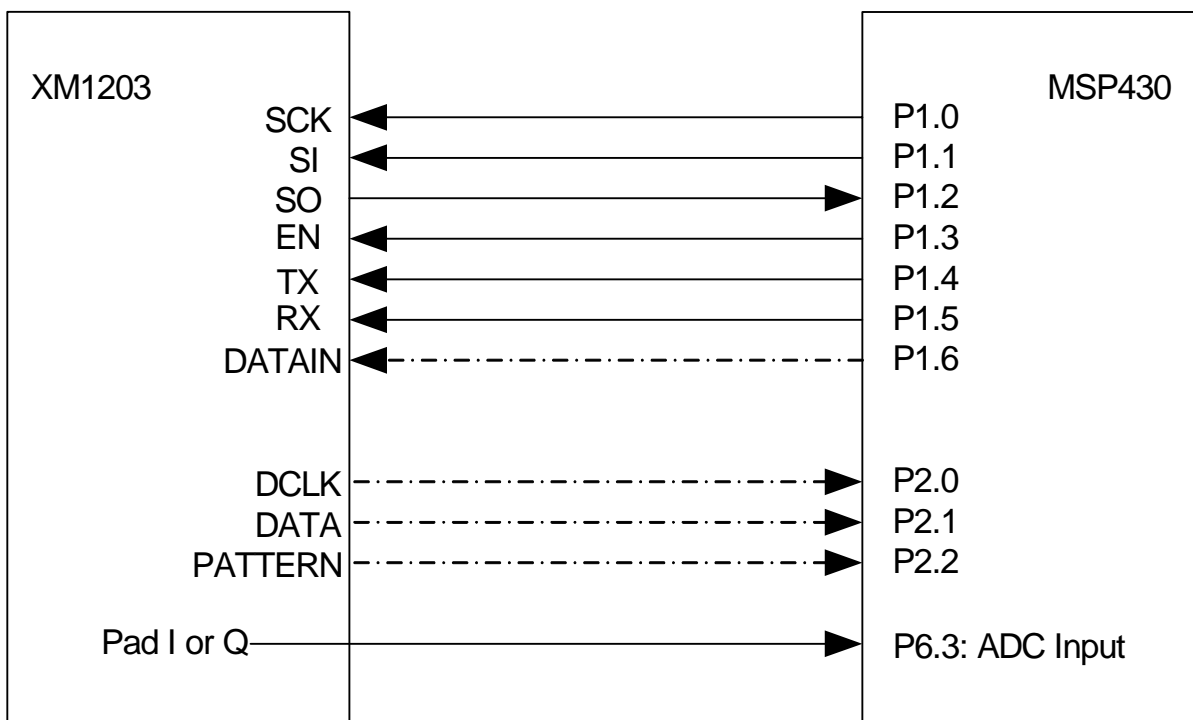 XM1203 MSP430
SCK P1.0
SI P1.1
SO P1.2
EN P1.3
TX P1.4
RX P1.5
DATAIN P1.6
DCLK P2.0
DATA P2.1
PATTERN P2.2
Pad I or Q P6.3: ADC Input